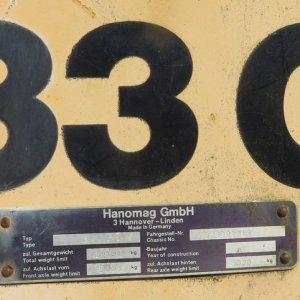 33C
Hanomag GmbH
3 Hannover-Linden
Made in Germany
Typ
Type
Fahrgestell-Nr.
Chassis No.
zul. Gesamtgewicht
Total weight limit
kg
Baujahr
Year of construction
zul. Achslast vorn
Front axle weight limit
kg
zul. Achslast hinten
Rear axle weight limit
kg